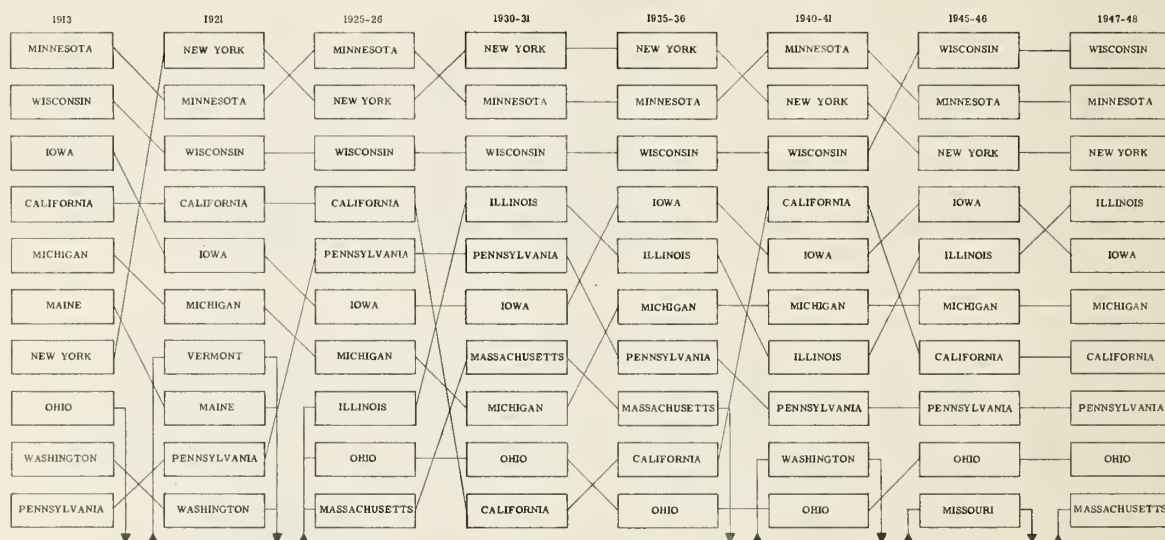 1913 1921 1925-26 1930-31 1935-36 1940-41 1945-46 1947-48
MINNESOTA NEW YORK MINNESOTA NEW YORK NEW YORK MINNESOTA WISCONSIN WISCONSIN
WISCONSIN MINNESOTA NEW YORK MINNESOTA MINNESOTA NEW YORK MINNESOTA MINNESOTA
IOWA WISCONSIN WISCONSIN WISCONSIN WISCONSIN WISCONSIN NEW YORK NEW YORK
CALIFORNIA CALIFORNIA CALIFORNIA ILLINOIS IOWA CALIFORNIA IOWA ILLINOIS
MICHIGAN IOWA PENNSYLVANIA PENNSYLVANIA ILLINOIS IOWA ILLINOIS IOWA
MAINE MICHIGAN IOWA IOWA MICHIGAN MICHIGAN MICHIGAN MICHIGAN
NEW YORK VERMONT MICHIGAN MASSACHUSETTS PENNSYLVANIA ILLINOIS CALIFORNIA CALIFORNIA
OHIO MAINE ILLINOIS MICHIGAN MASSACHUSETTS PENNSYLVANIA PENNSYLVANIA PENNSYLVANIA
WASHINGTON PENNSYLVANIA OHIO OHIO CALIFORNIA WASHINGTON OHIO OHIO
PENNSYLVANIA WASHINGTON MASSACHUSETTS CALIFORNIA OHIO OHIO MISSOURI MASSACHUSETTS